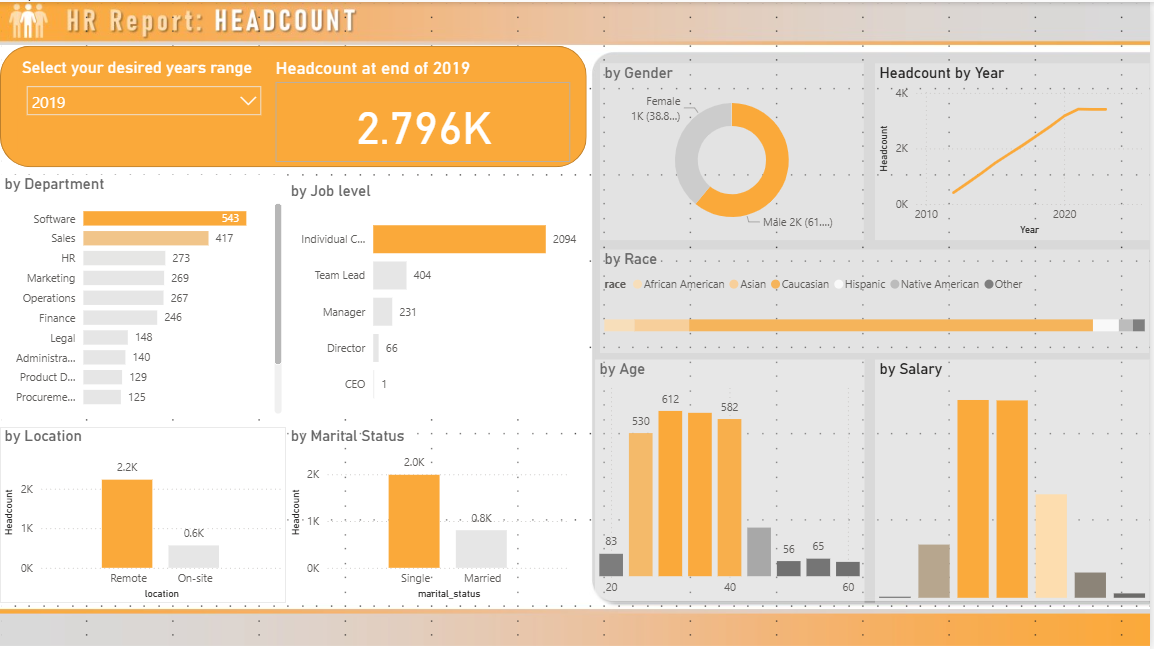 HR Report: HEADCOUNT
Select your desired years range
2019
Headcount at end of 2019
2.796K
by Department
Software 543
Sales 417
HR 273
Marketing 269
Operations 267
Finance 246
Legal 148
Administra... 140
Product D... 129
Procureme... 125
by Job level
Individual C... 2094
Team Lead 404
Manager 231
Director 66
CEO 1
by Location
Headcount
2K
1K
0K
2.2K
0.6K
Remote
On-site
location
by Marital Status
Headcount
2K
1K
0K
2.0K
0.8K
Single
Married
marital_status
by Gender
Female
1K (38.8...)
Male 2K (61....)
Headcount by Year
Headcount
4K
2K
0K
2010
2020
Year
by Race
race African American Asian Caucasian Hispanic Native American Other
by Age
83
530
612
582
56
65
20
40
60
by Salary